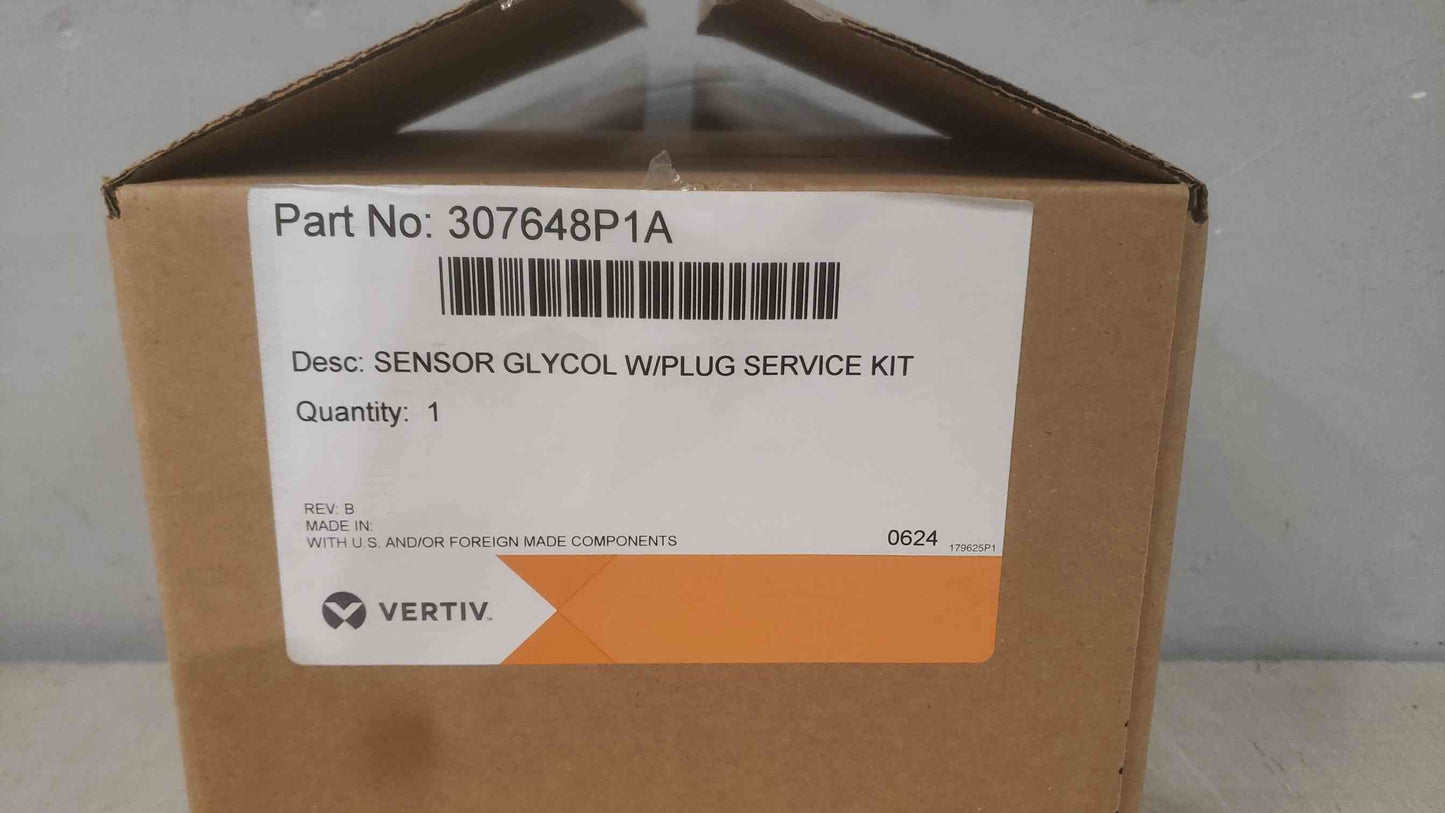 Part No: 307648P1A
Desc: SENSOR GLYCOL W/PLUG SERVICE KIT
Quantity: 1
REV: B
MADE IN:
WITH U.S. AND/OR FOREIGN MADE COMPONENTS
0624 179625P1
VERTIV™